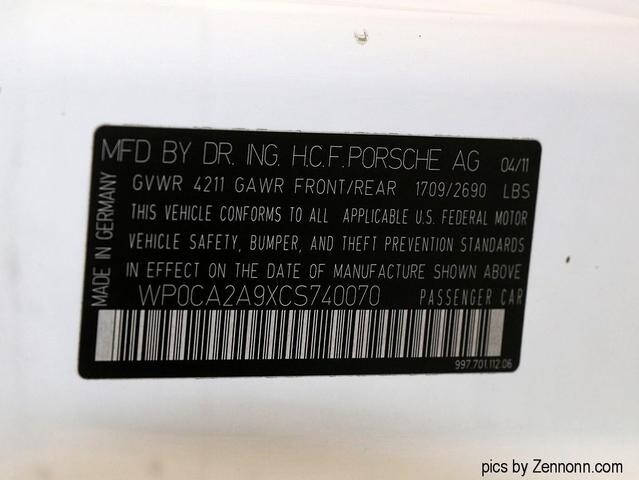 MFD BY DR. ING. H.C.F. PORSCHE AG 04/11
GVWR 4211 GAWR FRONT/REAR 1709/2690 LBS
THIS VEHICLE CONFORMS TO ALL APPLICABLE U.S. FEDERAL MOTOR
VEHICLE SAFETY, BUMPER, AND THEFT PREVENTION STANDARDS
IN EFFECT ON THE DATE OF MANUFACTURE SHOWN ABOVE
WP0CA2A9XCS740070 PASSENGER CAR
MADE IN GERMANY
997.701.112.06
pics by Zennonn.com